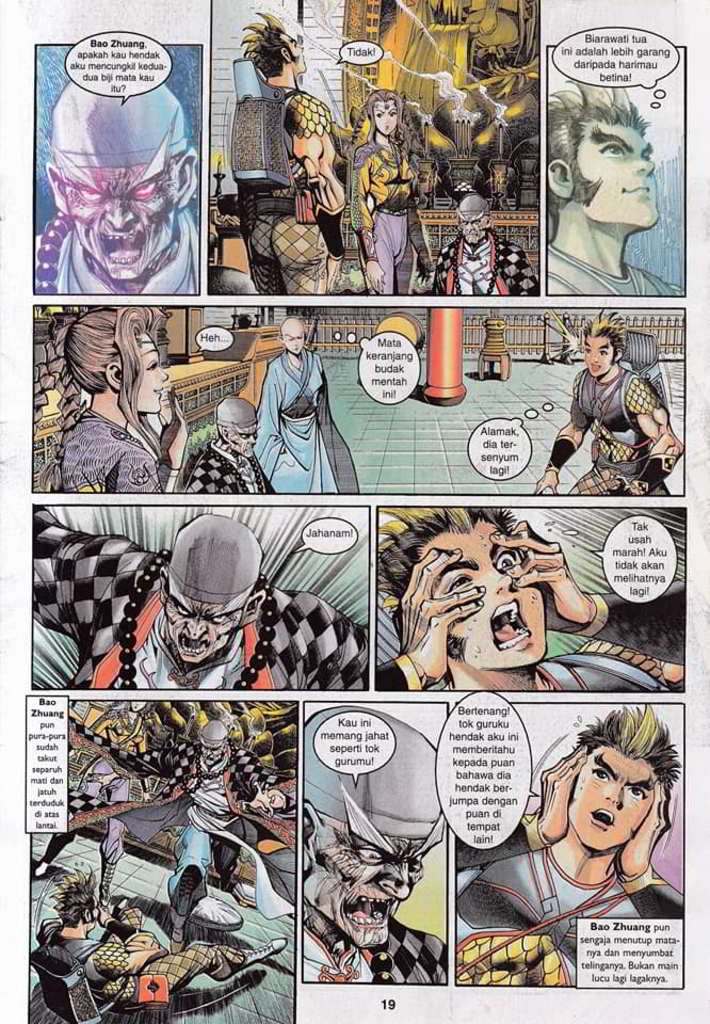 Bao Zhuang,
apakah kau hendak
aku mencungkil kedua-
dua biji mata kau
itu?
Tidak!
Biarawati tua
ini adalah lebih garang
daripada harimau
betina!
Heh...
Mata
keranjang
budak
mentah
ini!
Alamak,
dia ter-
senyum
lagi!
Jahanam!
Tak
usah
marah! Aku
tidak akan
melihatnya
lagi!
Bao
Zhuang
pun
pura-pura
sudah
takut
separuh
mati dan
jatuh
terduduk
di atas
lantai.
Kau ini
memang jahat
seperti tok
gurumu!
Bertenang!
tok guruku
hendak aku ini
memberitahu
kepada puan
bahawa dia
hendak ber-
jumpa dengan
Puan di
tempat
lain!
Bao Zhuang pun
sengaja menutup mata-
nya dan menyumbat
telinganya. Bukan main
lucu lagi lagaknya.
19